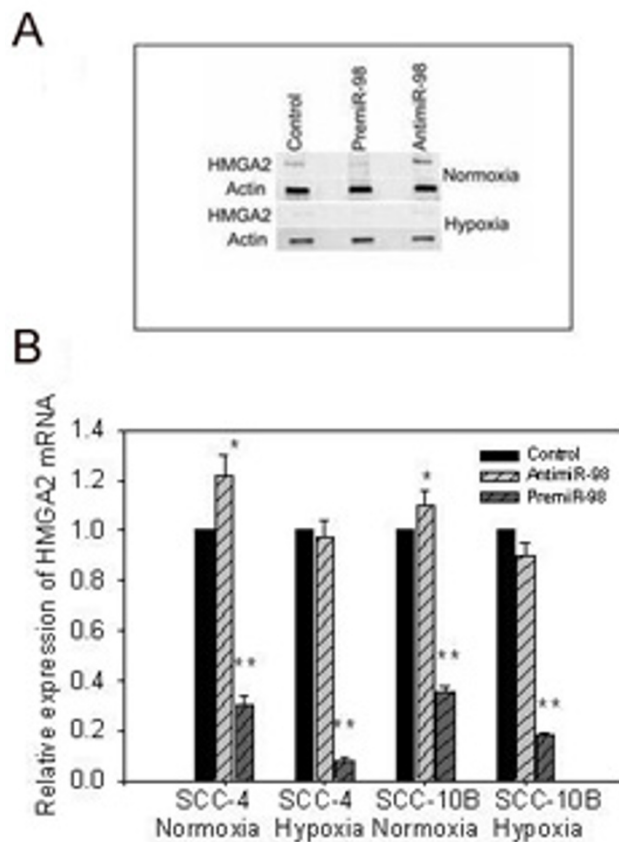 A
Control PremiR-98 AntimiR-98
HMGA2
Actin
Normoxia
HMGA2
Actin
Hypoxia
B
Relative expression of HMGA2 mRNA
1.4
1.2
1.0
0.8
0.6
0.4
0.2
0.0
Control
AntimiR-98
PremiR-98
*
**
**
*
**
**
SCC-4 SCC-4 SCC-10B SCC-10B
Normoxia Hypoxia Normoxia Hypoxia